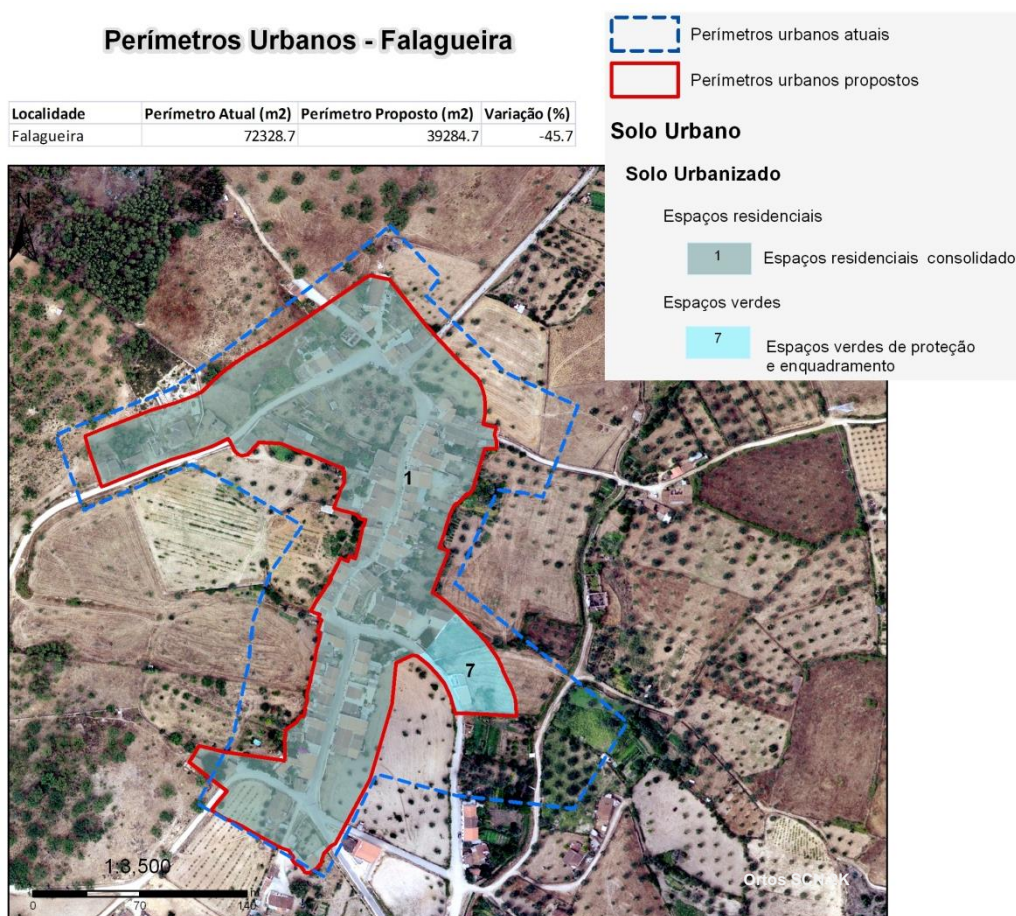 Perímetros Urbanos - Falagueira
Localidade Perímetro Atual (m2) Perímetro Proposto (m2) Variação (%)
Falagueira 72328.7 39284.7 -45.7
Perímetros urbanos atuais
Perímetros urbanos propostos
Solo Urbano
Solo Urbanizado
Espaços residenciais
1 Espaços residenciais consolidado
Espaços verdes
7 Espaços verdes de proteção
e enquadramento
N
1
7
1:3,500
0 70 140
Ortos